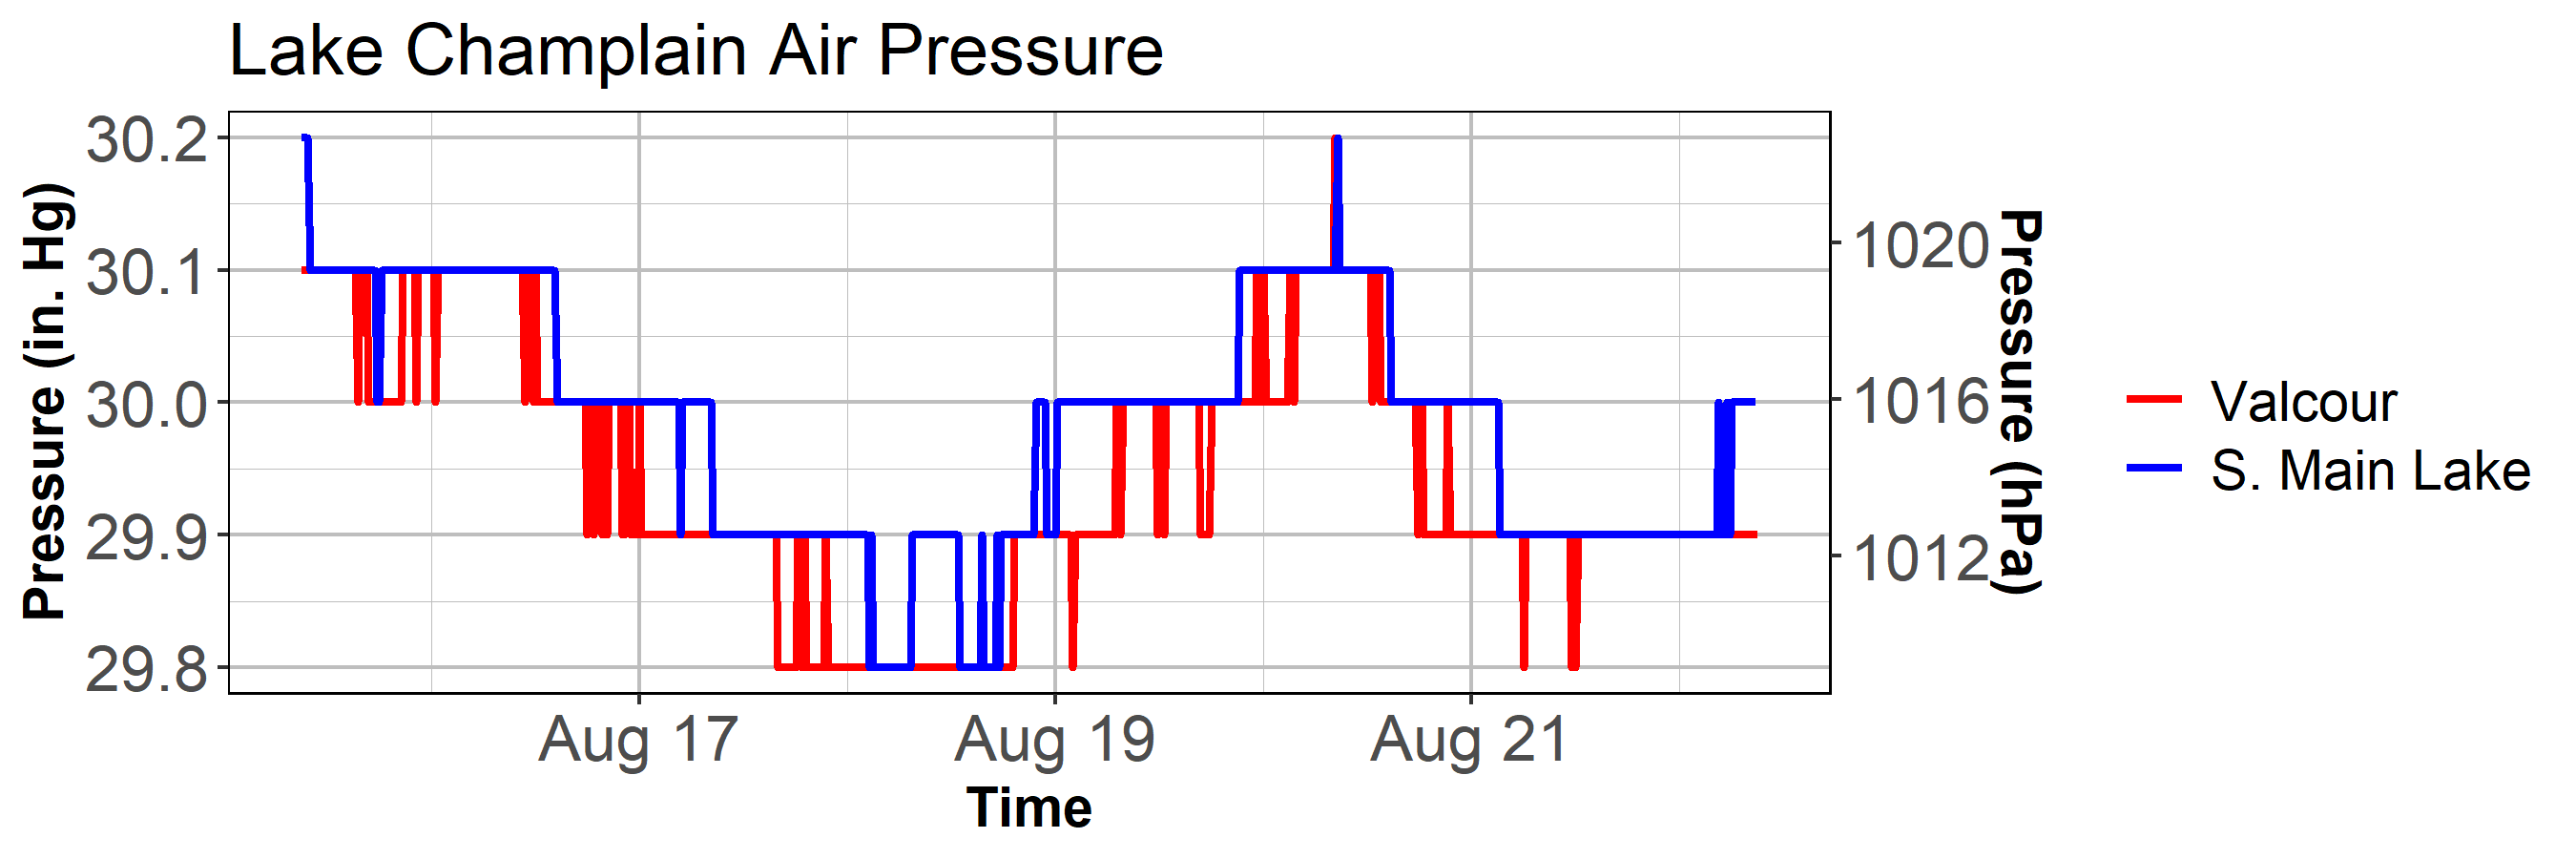 Lake Champlain Air Pressure
Pressure (in. Hg)
30.2
30.1
30.0
29.9
29.8
1020
1016
1012
Pressure (hPa)
Aug 17
Aug 19
Aug 21
Time
Valcour
S. Main Lake